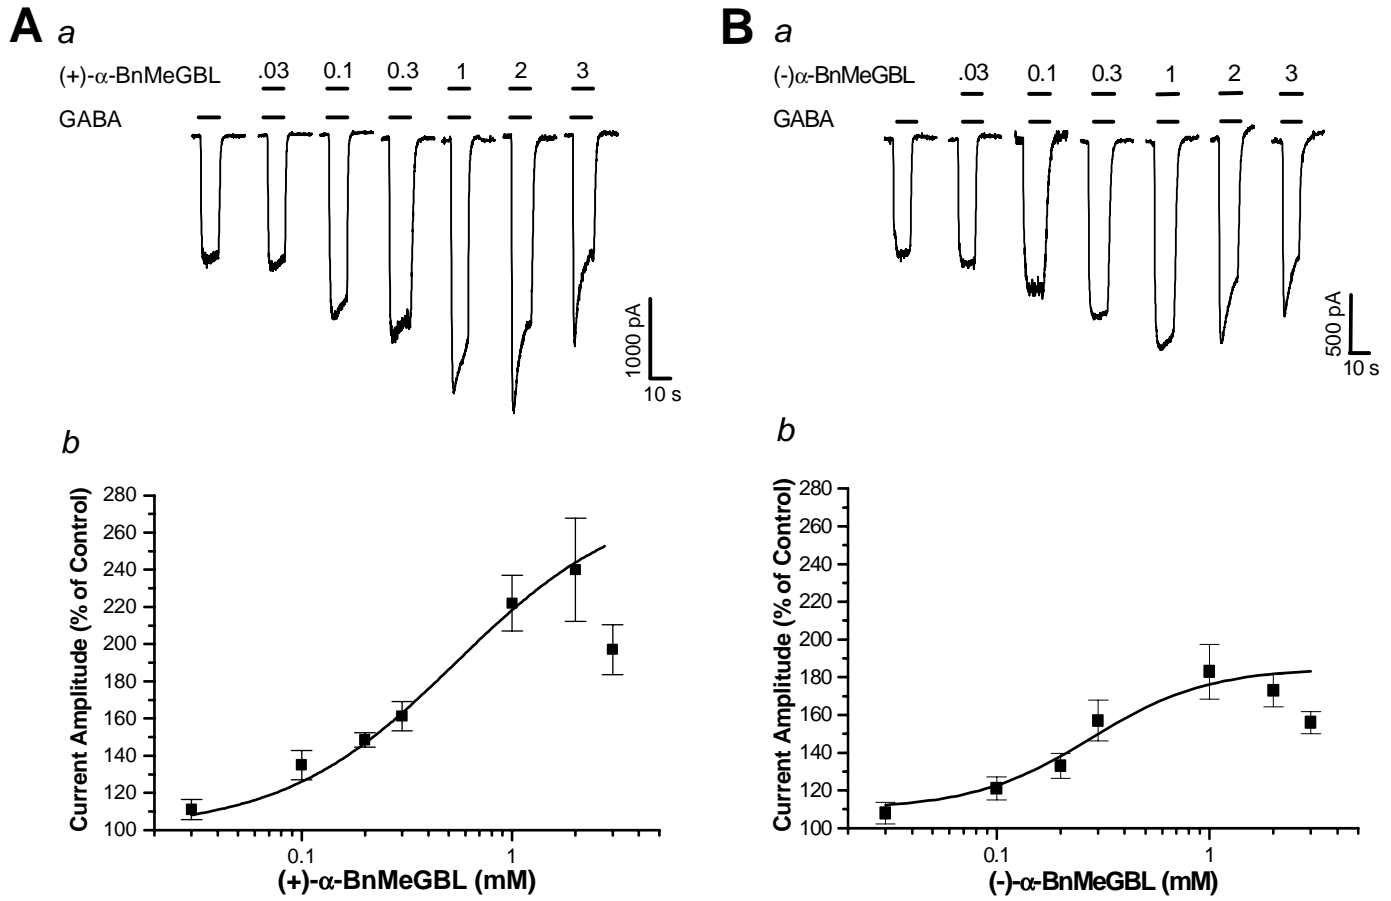 A a
(+)-α-BnMeGBL .03 0.1 0.3 1 2 3
GABA
1000 pA
10 s
b
280
260
240
220
200
180
160
140
120
100
Current Amplitude (% of Control)
0.1 1
(+)-α-BnMeGBL (mM)
B a
(-)α-BnMeGBL .03 0.1 0.3 1 2 3
GABA
500 pA
10 s
b
280
260
240
220
200
180
160
140
120
100
Current Amplitude (% of Control)
0.1 1
(-)-α-BnMeGBL (mM)